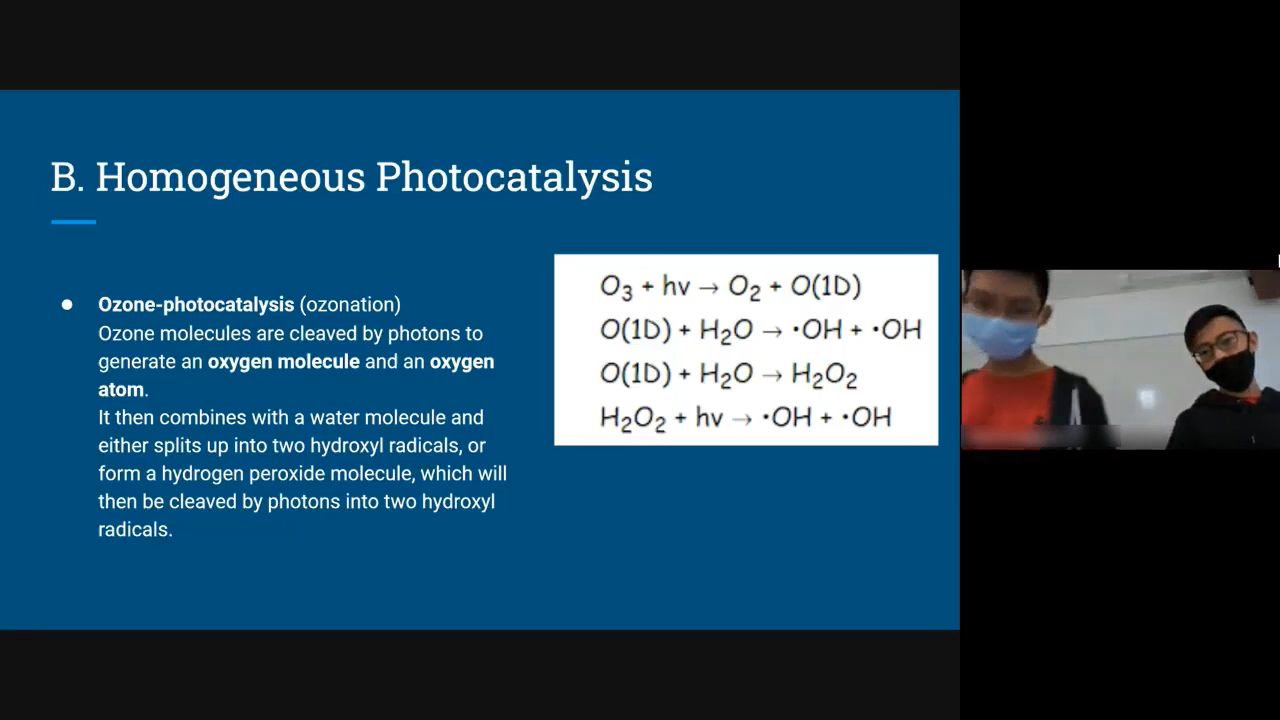 B. Homogeneous Photocatalysis
● Ozone-photocatalysis (ozonation)
Ozone molecules are cleaved by photons to
generate an oxygen molecule and an oxygen
atom.
It then combines with a water molecule and
either splits up into two hydroxyl radicals, or
form a hydrogen peroxide molecule, which will
then be cleaved by photons into two hydroxyl
radicals.
O₃ + hν → O₂ + O(1D)
O(1D) + H₂O → •OH + •OH
O(1D) + H₂O → H₂O₂
H₂O₂ + hν → •OH + •OH